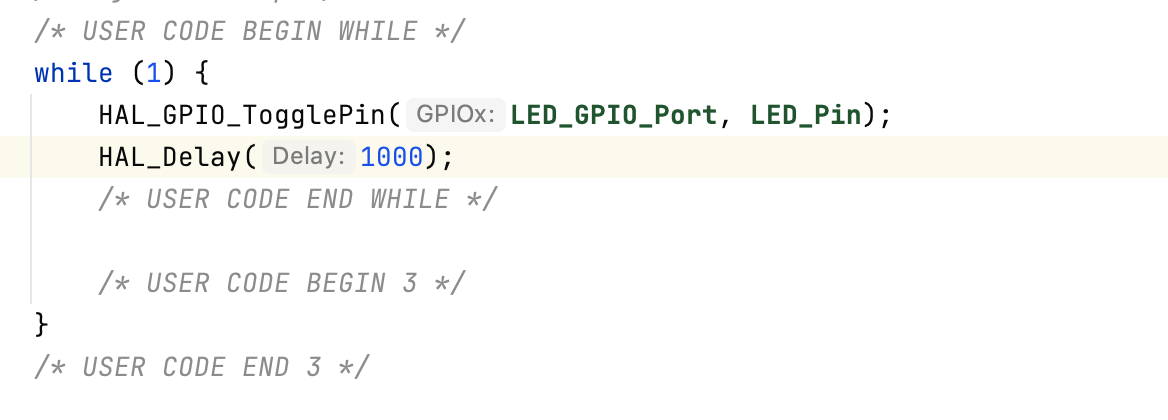 /* USER CODE BEGIN WHILE */
while (1) {
HAL_GPIO_TogglePin( GPIOx: LED_GPIO_Port, LED_Pin);
HAL_Delay( Delay: 1000);
/* USER CODE END WHILE */
/* USER CODE BEGIN 3 */
}
/* USER CODE END 3 */